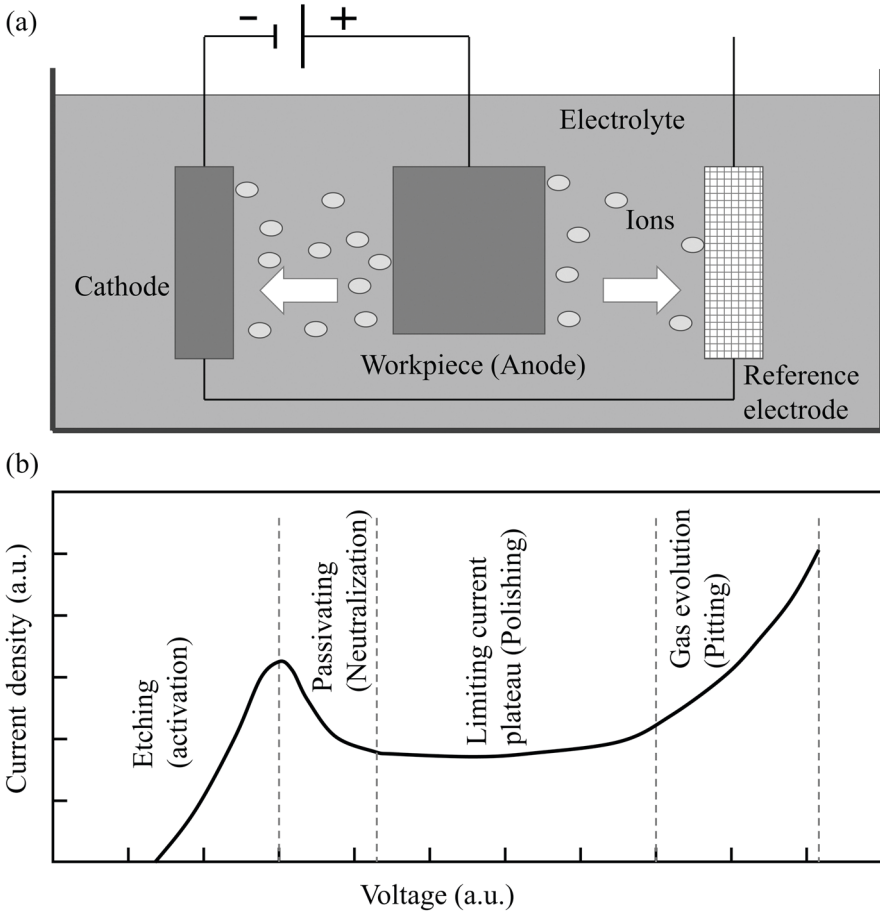 (a)
− +
Electrolyte
Ions
Cathode
Workpiece (Anode)
Reference
electrode
(b)
Current density (a.u.)
Etching
(activation)
Passivating
(Neutralization)
Limiting current
plateau (Polishing)
Gas evolution
(Pitting)
Voltage (a.u.)